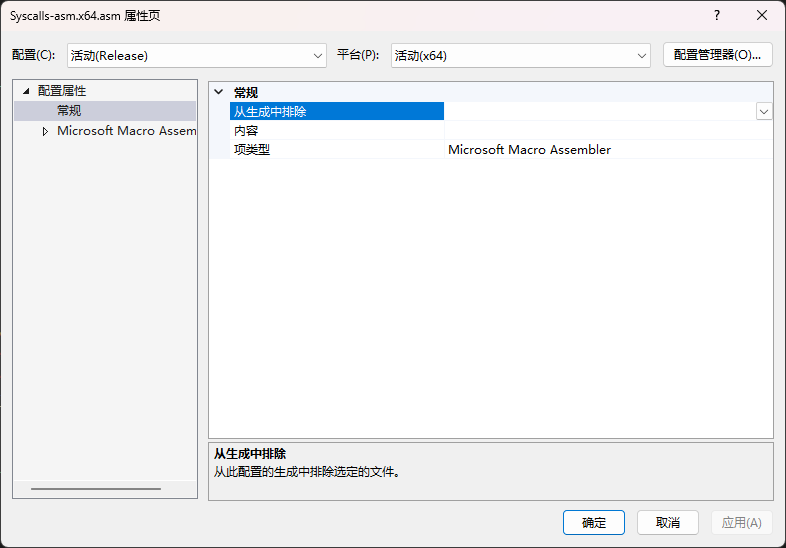 Syscalls-asm.x64.asm 属性页
配置(C): 活动(Release) 平台(P): 活动(x64) 配置管理器(O)...
配置属性
常规
Microsoft Macro Assem
常规
从生成中排除
内容
项类型 Microsoft Macro Assembler
从生成中排除
从此配置的生成中排除选定的文件。
确定 取消 应用(A)